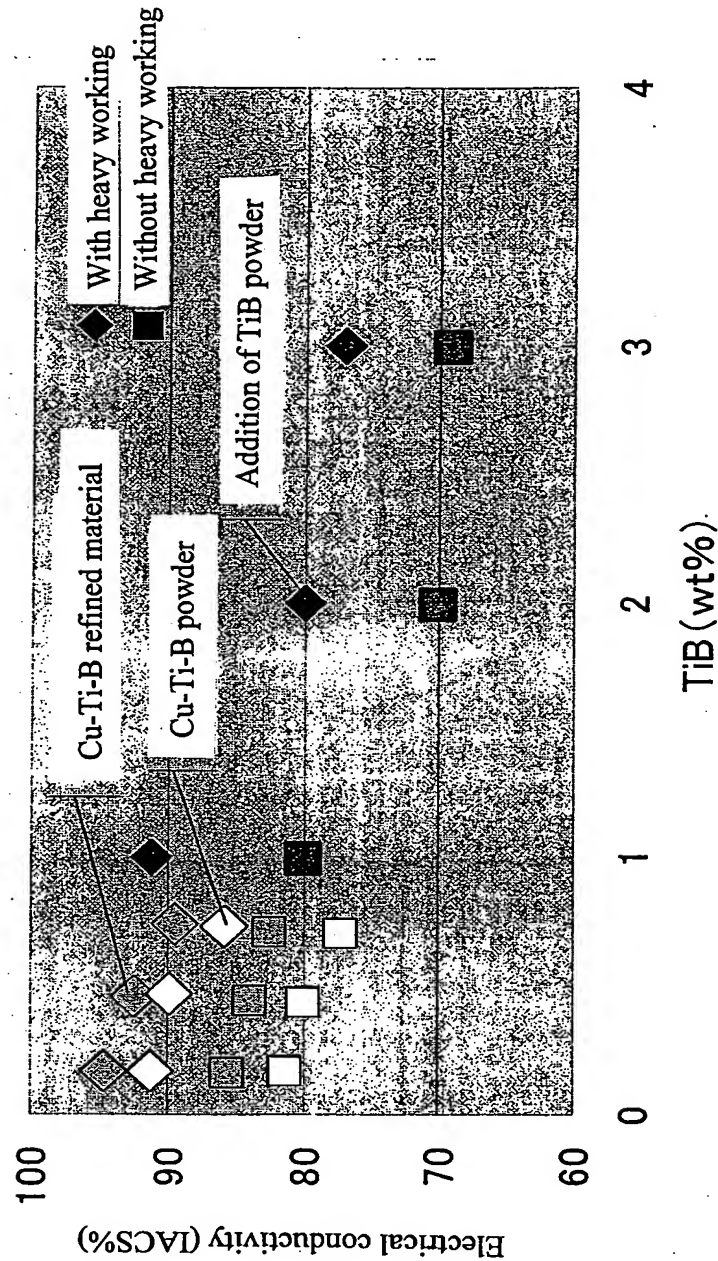 With heavy working
Without heavy working
Cu-Ti-B refined material
Cu-Ti-B powder
Addition of TiB powder
100
90
80
70
60
Electrical conductivity (IACS%)
0
1
2
3
4
TiB (wt%).